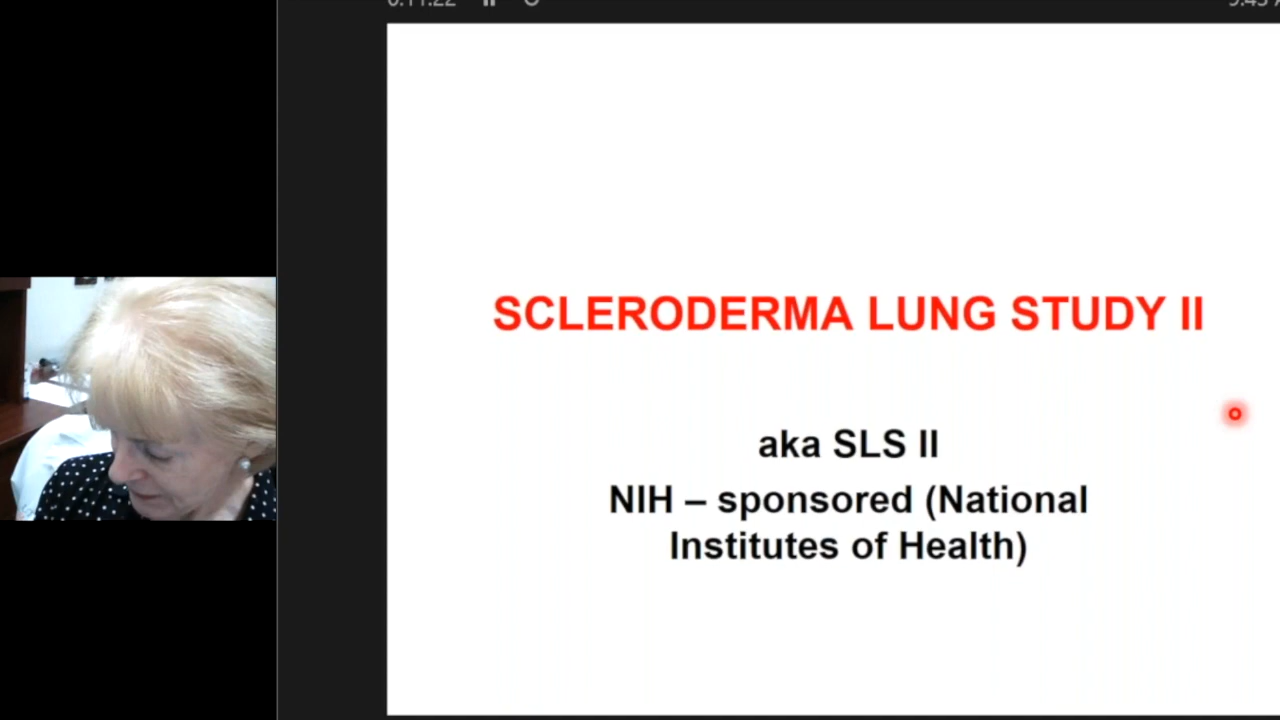 SCLERODERMA LUNG STUDY II
aka SLS II
NIH – sponsored (National
Institutes of Health)